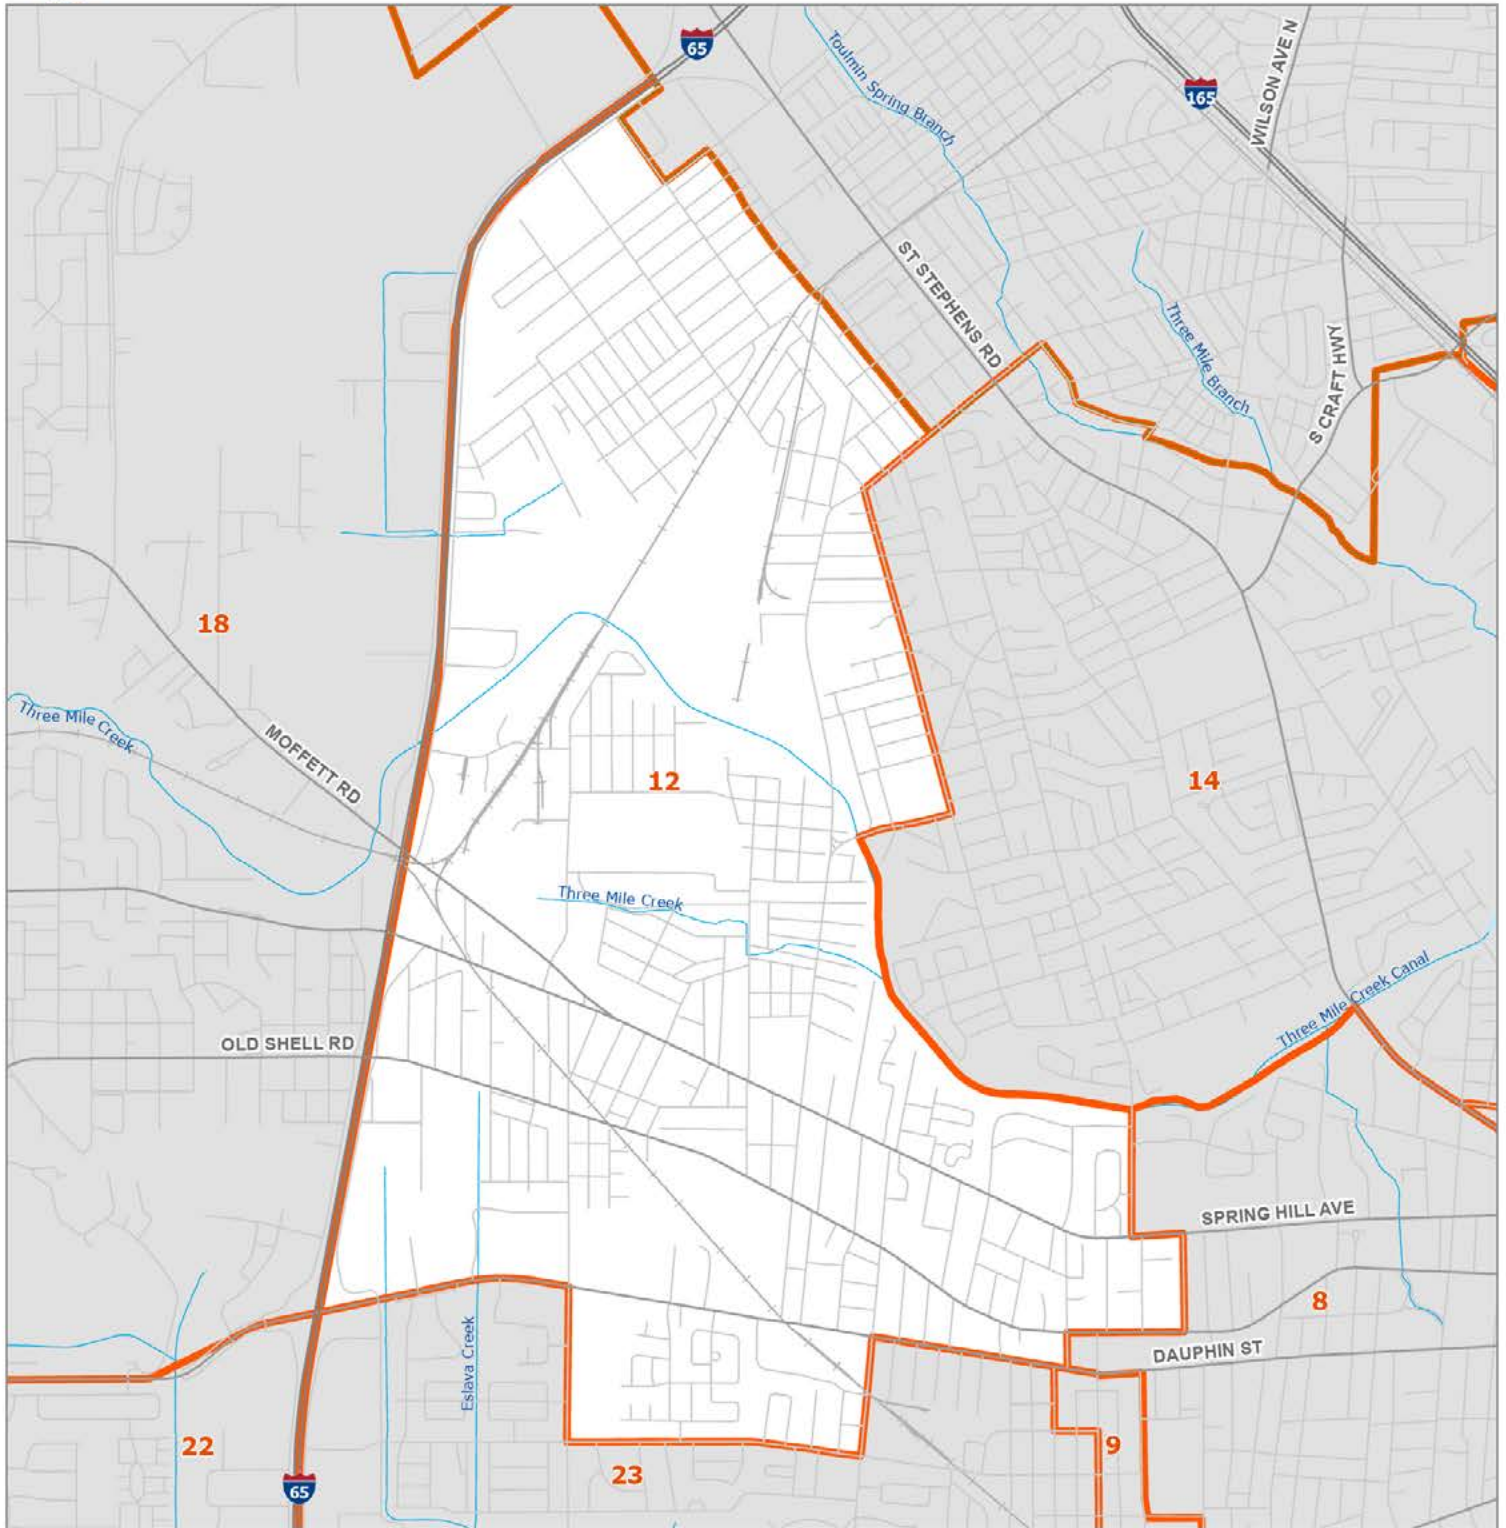 65
Toulmin Spring Branch
165
WILSON AVE N
ST STEPHENS RD
Three Mile Branch
S CRAFT HWY
18
Three Mile Creek
MOFFETT RD
12
14
Three Mile Creek
Three Mile Creek Canal
OLD SHELL RD
SPRING HILL AVE
8
DAUPHIN ST
Eslava Creek
22
9
23
65